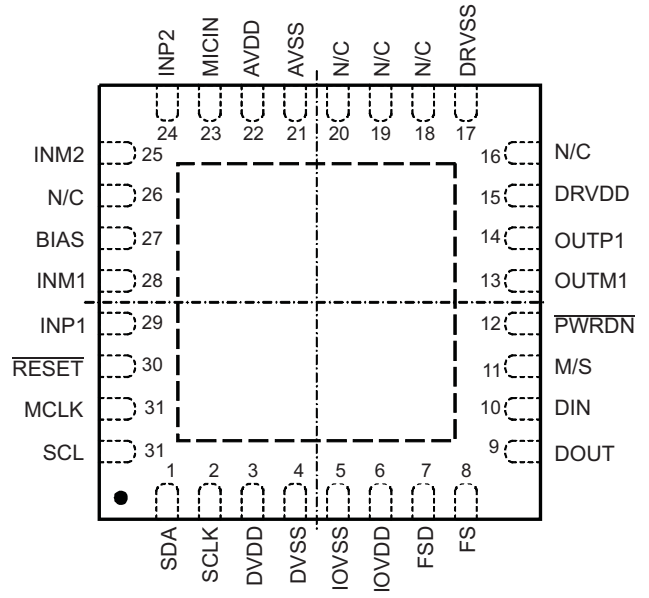 INP2 MICIN AVDD AVSS N/C N/C N/C DRVSS
24 23 22 21 20 19 18 17
INM2 25 16 N/C
N/C 26 15 DRVDD
BIAS 27 14 OUTP1
INM1 28 13 OUTM1
INP1 29 12 PWRDN
RESET 30 11 M/S
MCLK 31 10 DIN
SCL 31 9 DOUT
1 2 3 4 5 6 7 8
SDA SCLK DVDD DVSS IOVSS IOVDD FSD FS